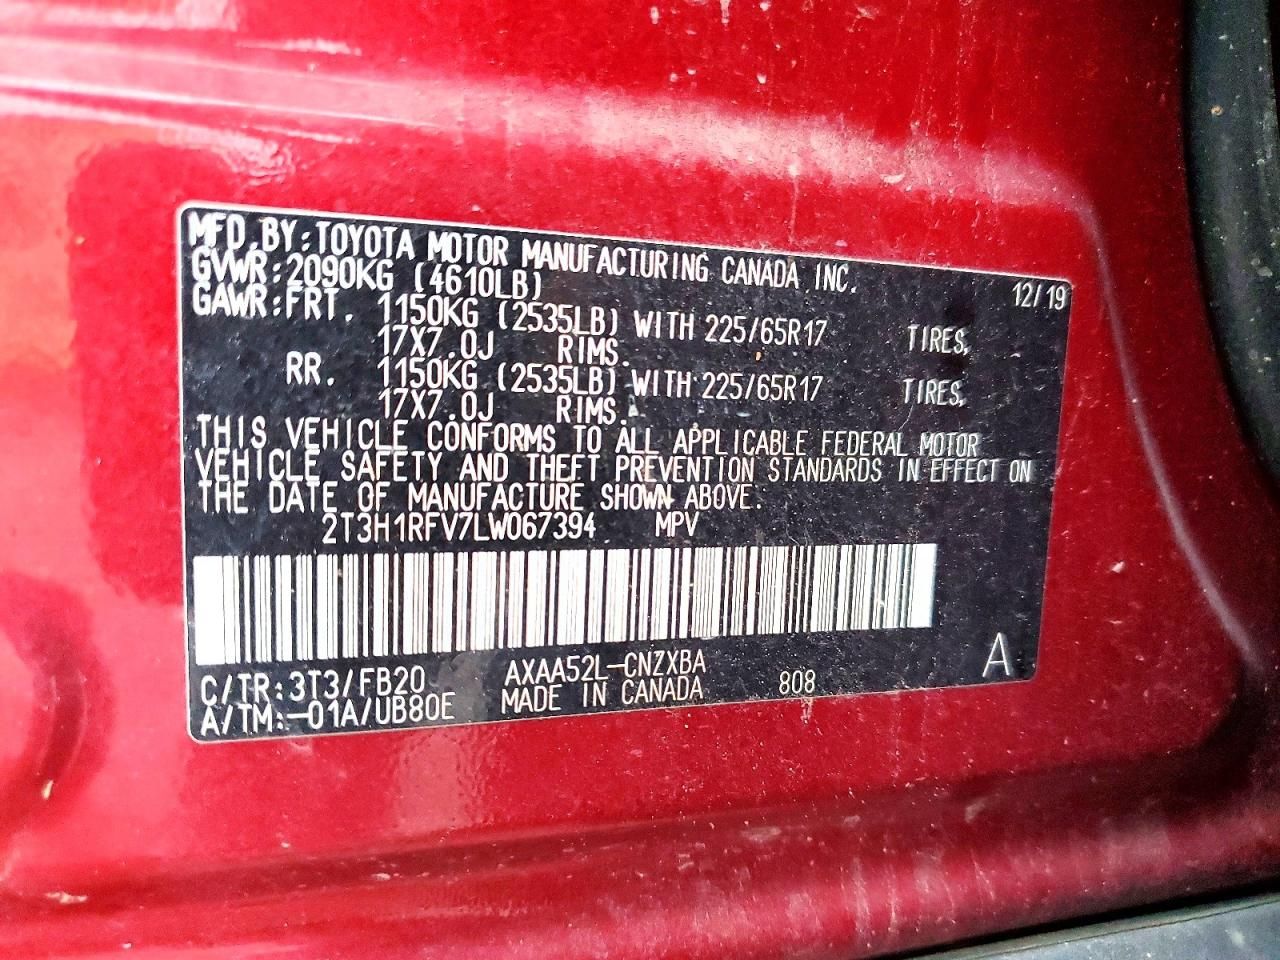 MFD.BY:TOYOTA MOTOR MANUFACTURING CANADA INC. 12/19
GVWR:2090KG (4610LB)
GAWR:FRT. 1150KG (2535LB) WITH 225/65R17 TIRES,
17X7.0J RIMS.
RR. 1150KG (2535LB) WITH 225/65R17 TIRES,
17X7.0J RIMS.
THIS VEHICLE CONFORMS TO ALL APPLICABLE FEDERAL MOTOR
VEHICLE SAFETY AND THEFT PREVENTION STANDARDS IN EFFECT ON
THE DATE OF MANUFACTURE SHOWN ABOVE.
2T3H1RFV7LW067394 MPV
C/TR:3T3/FB20 AXAA52L-CNZXBA A
A/TM:-01A/UB80E MADE IN CANADA 808